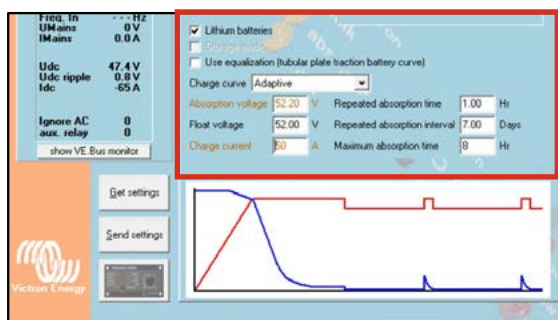 Freq. In - - - Hz
UMains 0 V
IMains 0.0 A
Udc 47.4 V
Udc ripple 0.8 V
Idc -65 A
Ignore AC 0
aux. relay 0
show VE.Bus monitor
Lithium batteries
Storage mode
Use equalization (tubular plate traction battery curve)
Charge curve Adaptive
Absorption voltage 52.20 V Repeated absorption time 1.00 Hr
Float voltage 52.00 V Repeated absorption interval 7.00 Days
Charge current 50 A Maximum absorption time 8 Hr
Get settings
Send settings
Victron Energy